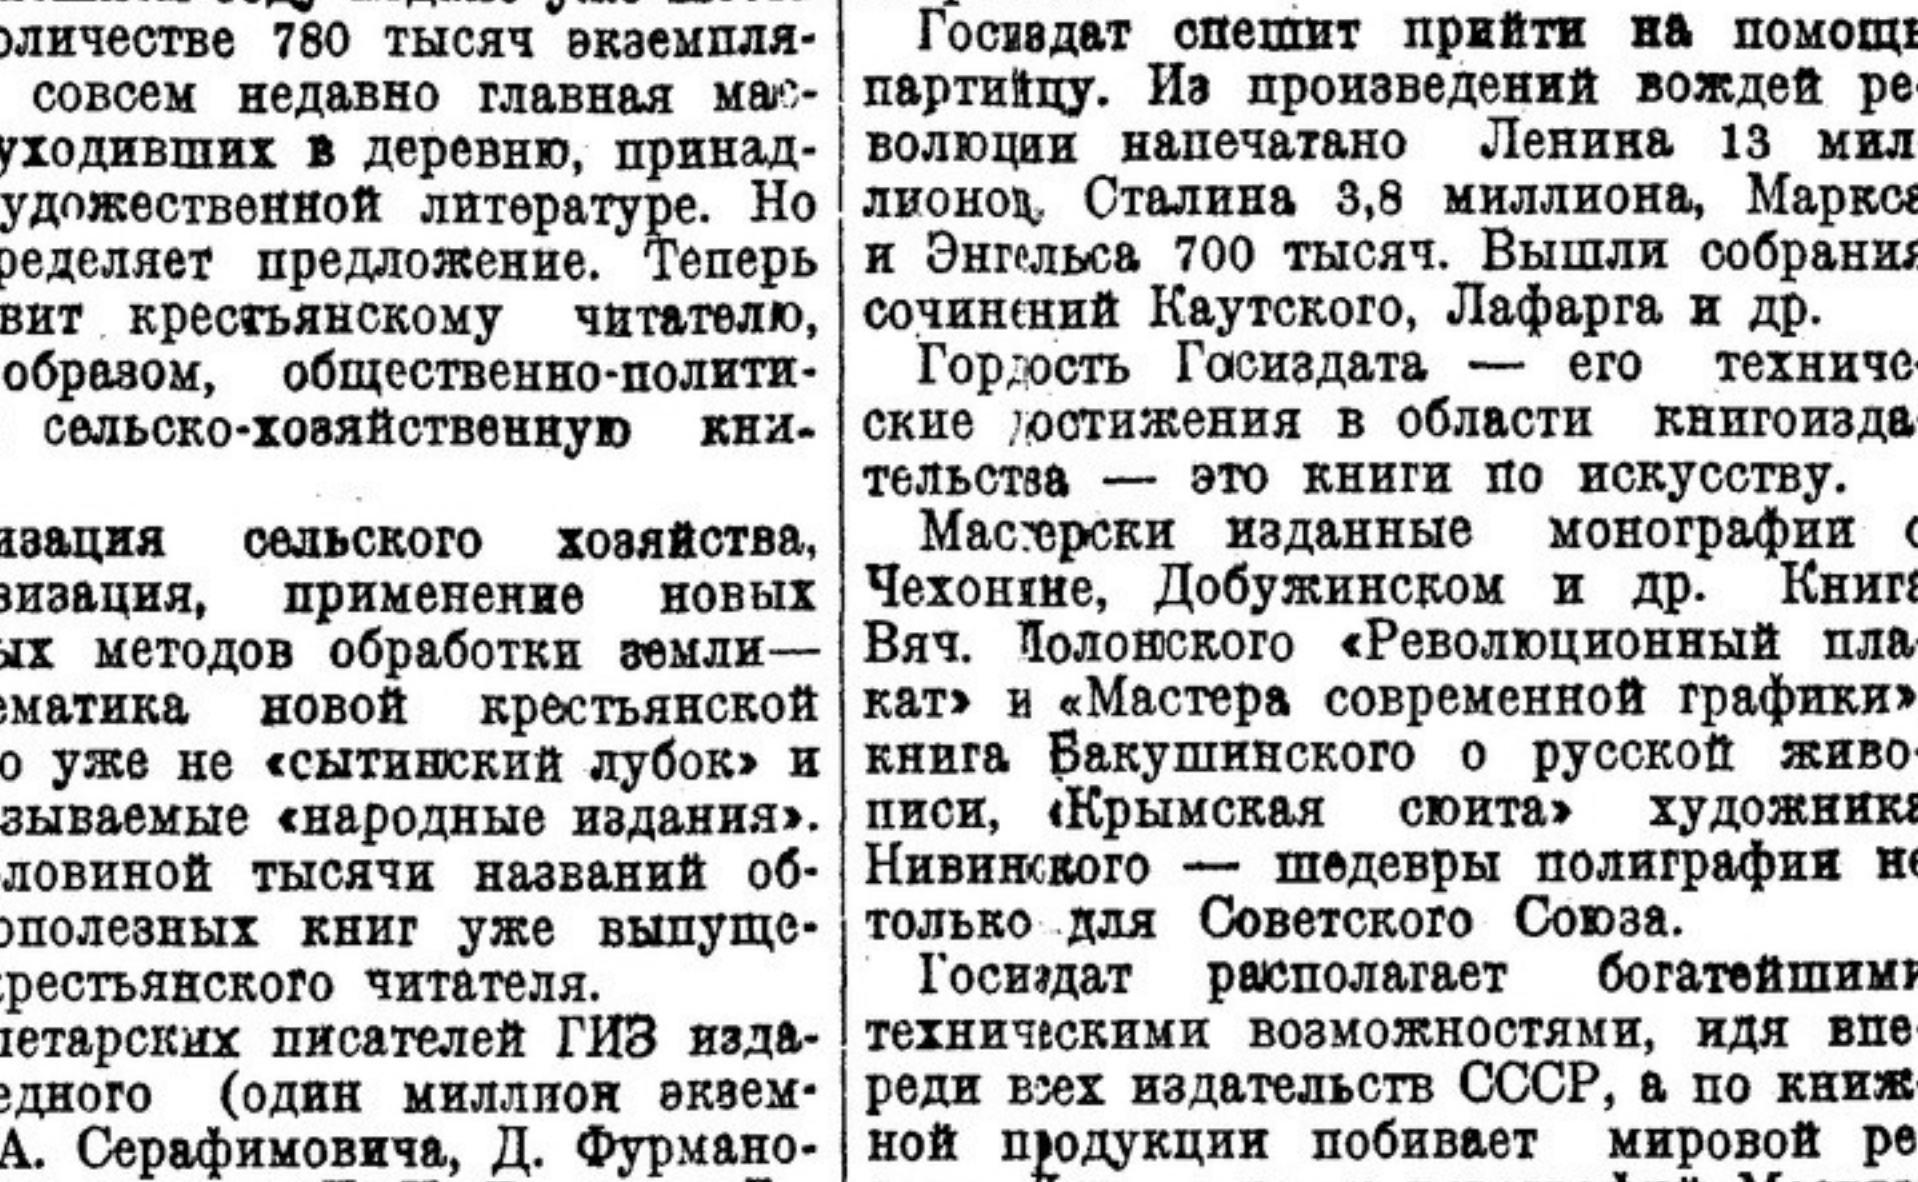 оличестве 780 тысяч экземпля-
совсем недавно главная мас-
уходивших в деревню, принад-
удожественной литературе. Но
ределяет предложение. Теперь
вит крестьянскому читателю,
образом, общественно-полити-
сельско-хозяйственную кни-
изация сельского хозяйства,
визация, применение новых
ых методов обработки земли—
ематика новой крестьянской
о уже не «сытинский лубок» и
зываемые «народные издания».
ловиной тысячи названий об-
ополезных книг уже выпуще-
крестьянского читателя.
летарских писателей ГИЗ изда-
едного (один миллион экзем-
А. Серафимовича, Д. Фурмано-
Госиздат спешит прийти на помощь
партийцу. Из произведений вождей ре-
волюции напечатано Ленина 13 мил-
лионов, Сталина 3,8 миллиона, Маркса
и Энгельса 700 тысяч. Вышли собрания
сочинений Каутского, Лафарга и др.
Гордость Госиздата — его техниче-
ские достижения в области книгоизда-
тельства — это книги по искусству.
Мастерски изданные монографии о
Чехонине, Добужинском и др. Книга
Вяч. Полонского «Революционный пла-
кат» и «Мастера современной графики»
книга Бакушинского о русской живо-
писи, «Крымская сюита» художника
Нивинского — шедевры полиграфии не
только для Советского Союза.
Госиздат располагает богатейшими
техническими возможностями, идя впе-
реди всех издательств СССР, а по книж-
ной продукции побивает мировой ре-